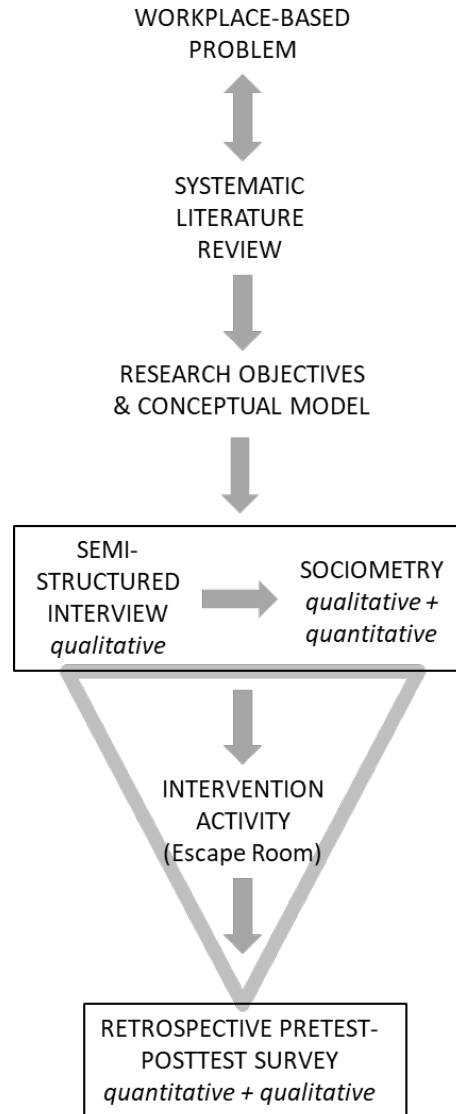 WORKPLACE-BASED
PROBLEM
SYSTEMATIC
LITERATURE
REVIEW
RESEARCH OBJECTIVES
& CONCEPTUAL MODEL
SEMI-
STRUCTURED
INTERVIEW
qualitative
SOCIOMETRY
qualitative +
quantitative
INTERVENTION
ACTIVITY
(Escape Room)
RETROSPECTIVE PRETEST-
POSTTEST SURVEY
quantitative + qualitative